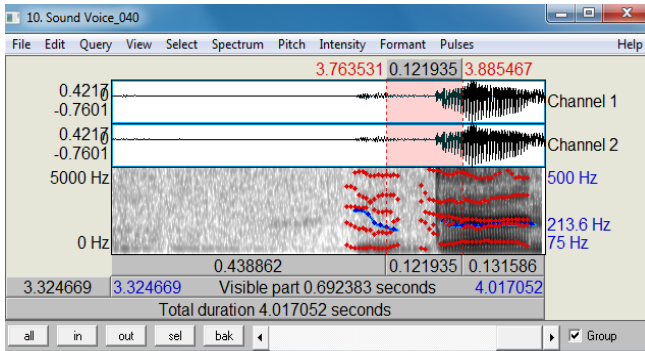 10. Sound Voice_040
File Edit Query View Select Spectrum Pitch Intensity Formant Pulses Help
3.763531 0.121935 3.885467
0.4217
0
-0.7601
Channel 1
0.4217
0
-0.7601
Channel 2
5000 Hz 500 Hz
213.6 Hz
0 Hz 75 Hz
0.438862 0.121935 0.131586
3.324669 3.324669 Visible part 0.692383 seconds 4.017052
Total duration 4.017052 seconds
all in out sel bak Group